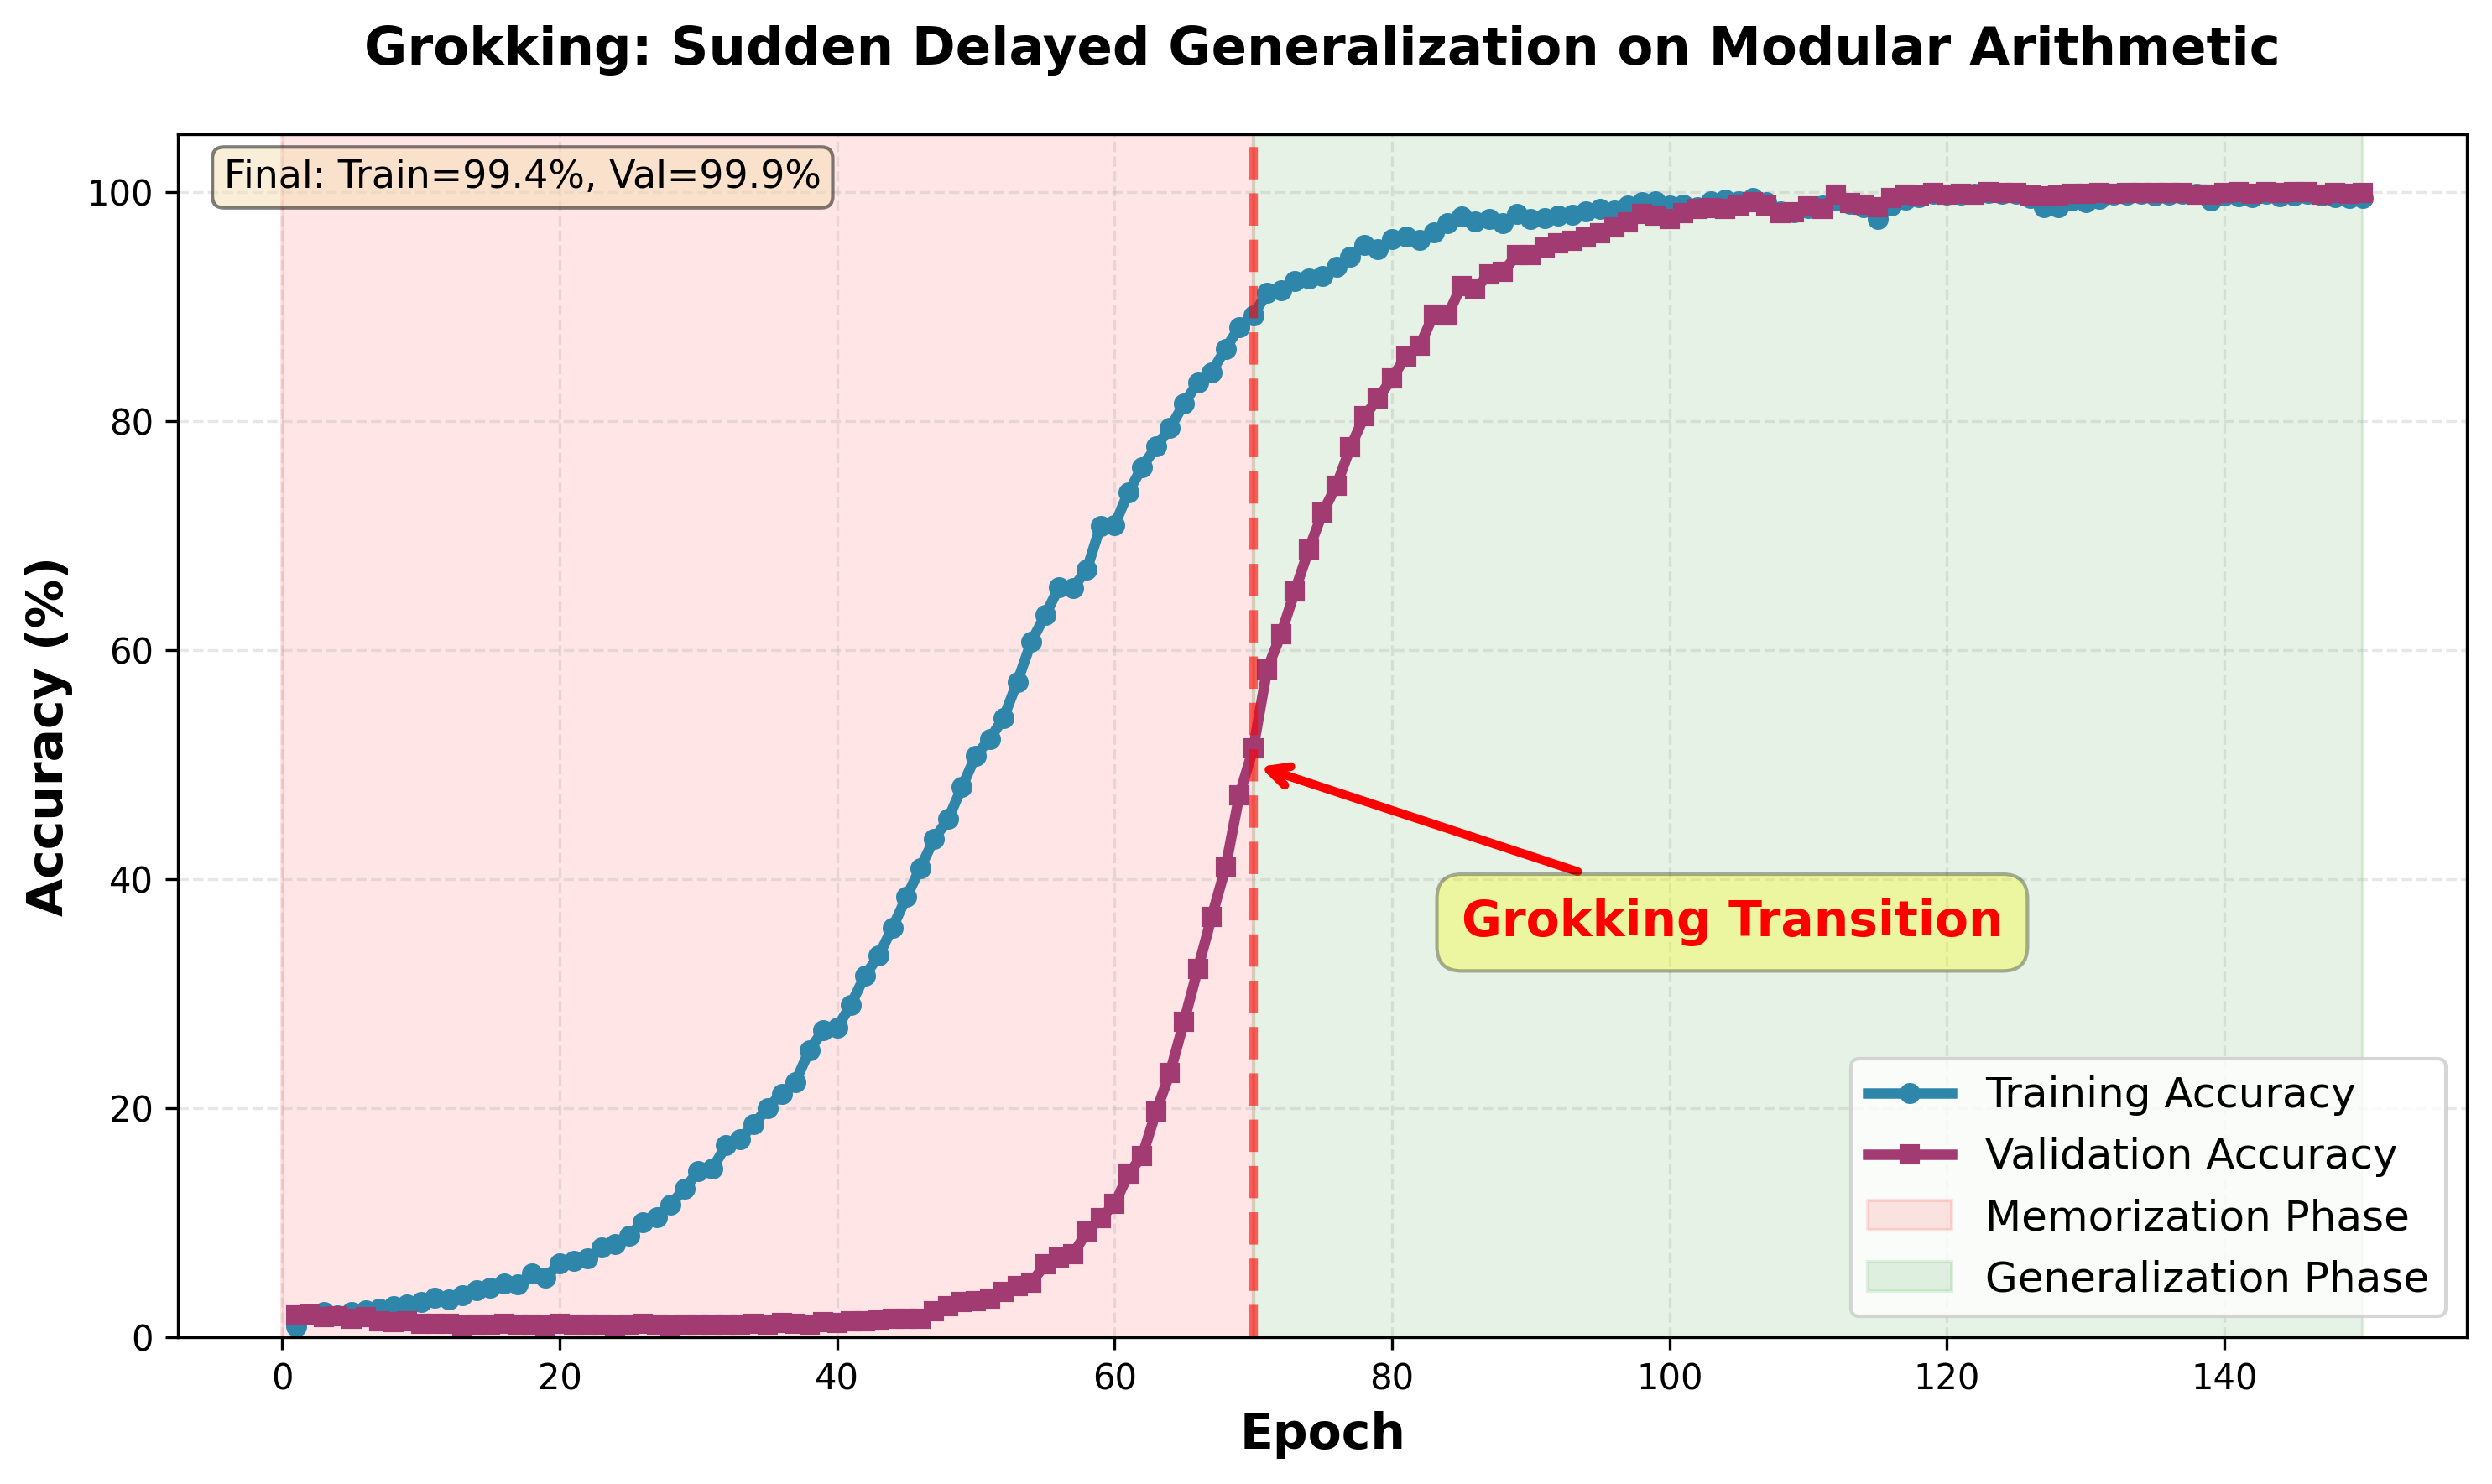 Grokking: Sudden Delayed Generalization on Modular Arithmetic
Final: Train=99.4%, Val=99.9%
Accuracy (%)
100
80
60
40
20
0
Grokking Transition
Training Accuracy
Validation Accuracy
Memorization Phase
Generalization Phase
0 20 40 60 80 100 120 140
Epoch